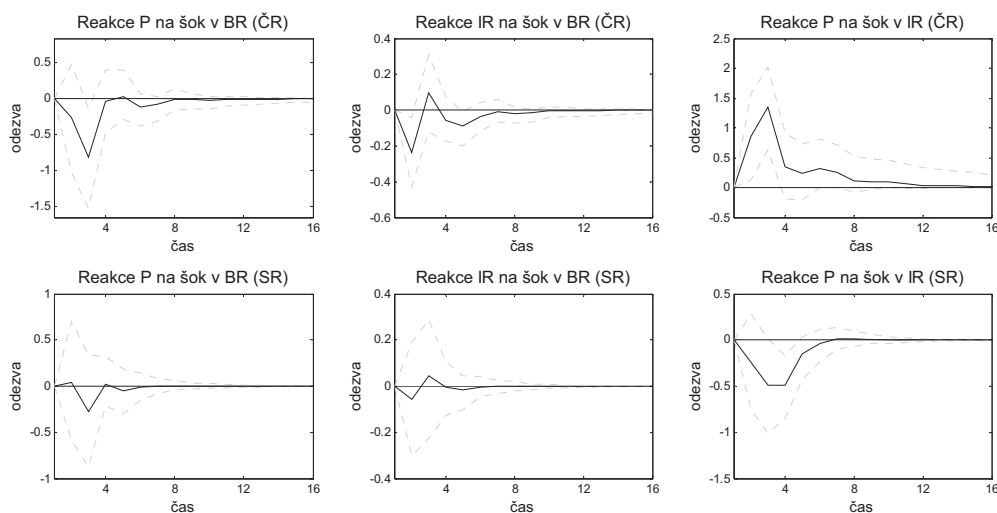 Reakce P na šok v BR (ČR)
odezva
0.5
0
-0.5
-1
-1.5
4 8 12 16
čas
Reakce IR na šok v BR (ČR)
odezva
0.4
0.2
0
-0.2
-0.4
-0.6
4 8 12 16
čas
Reakce P na šok v IR (ČR)
odezva
2.5
2
1.5
1
0.5
0
-0.5
4 8 12 16
čas
Reakce P na šok v BR (SR)
odezva
1
0.5
0
-0.5
-1
4 8 12 16
čas
Reakce IR na šok v BR (SR)
odezva
0.4
0.2
0
0.2
0.4
4 8 12 16
čas
Reakce P na šok v IR (SR)
odezva
0.5
0
-0.5
-1
-1.5
4 8 12 16
čas